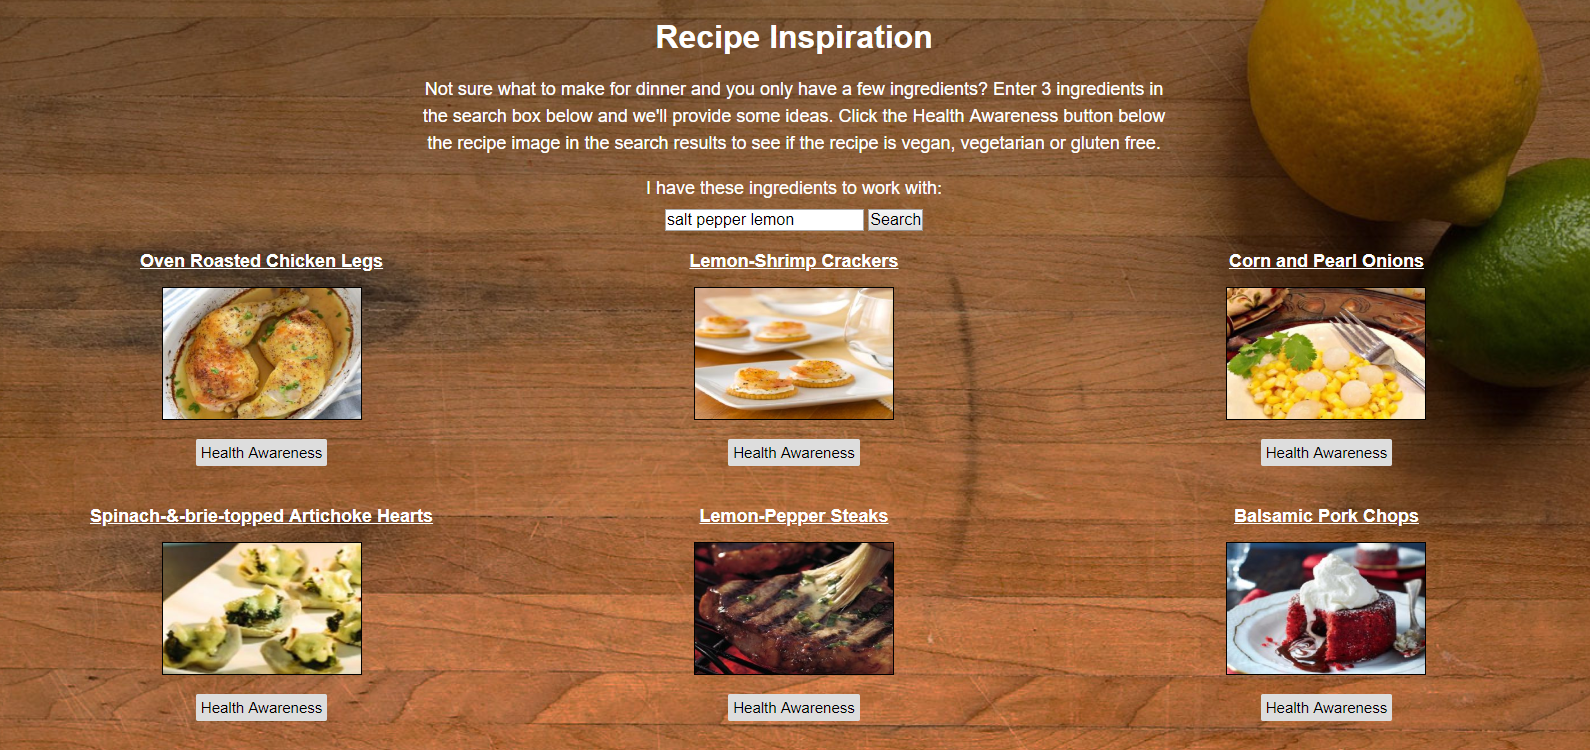 Recipe Inspiration
Not sure what to make for dinner and you only have a few ingredients? Enter 3 ingredients in
the search box below and we'll provide some ideas. Click the Health Awareness button below
the recipe image in the search results to see if the recipe is vegan, vegetarian or gluten free.
I have these ingredients to work with:
salt pepper lemon Search
Oven Roasted Chicken Legs
Lemon-Shrimp Crackers
Corn and Pearl Onions
Health Awareness
Health Awareness
Health Awareness
Spinach-&-brie-topped Artichoke Hearts
Lemon-Pepper Steaks
Balsamic Pork Chops
Health Awareness
Health Awareness
Health Awareness